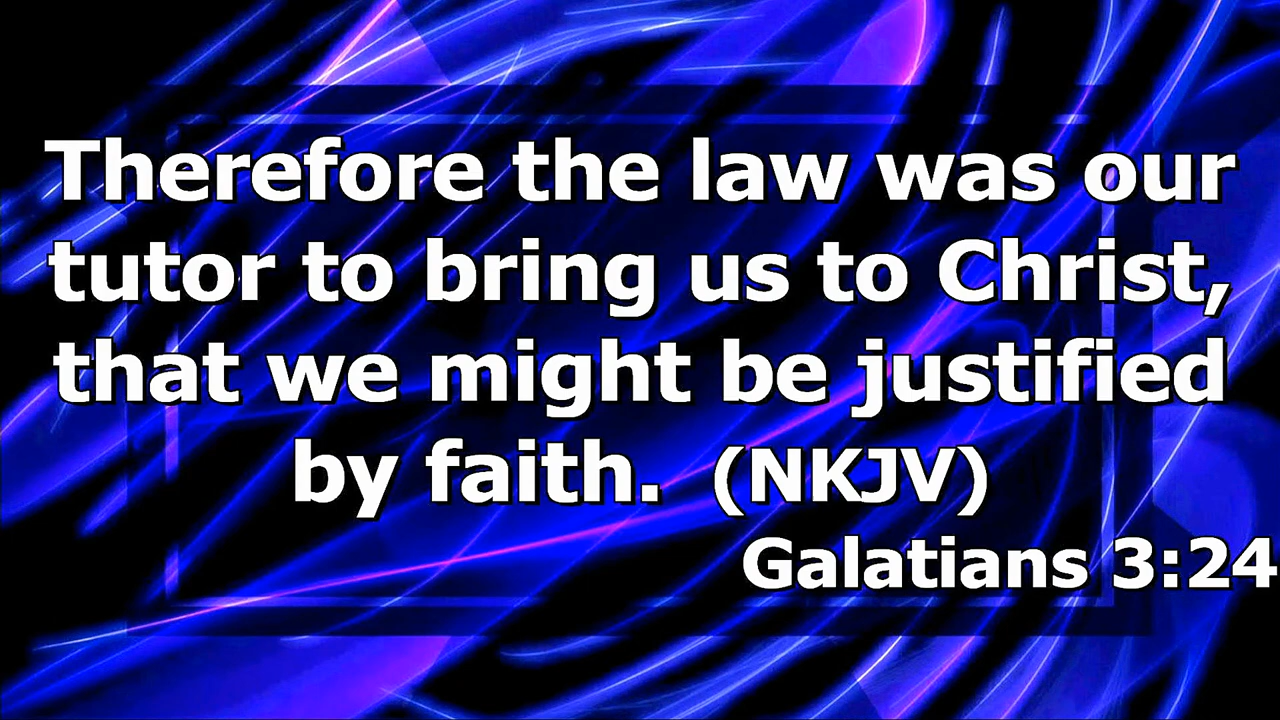 Therefore the law was our
tutor to bring us to Christ,
that we might be justified
by faith. (NKJV)
Galatians 3:24